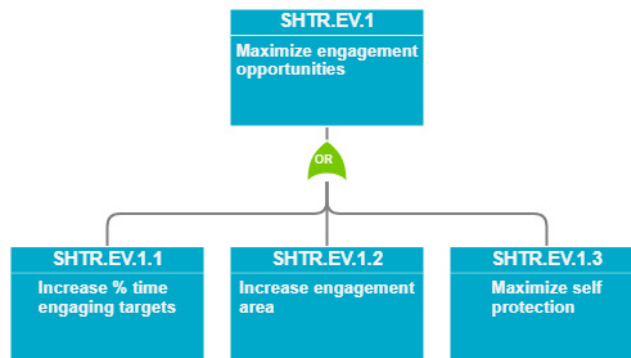 SHTR.EV.1
Maximize engagement
opportunities
OR
SHTR.EV.1.1
Increase % time
engaging targets
SHTR.EV.1.2
Increase engagement
area
SHTR.EV.1.3
Maximize self
protection